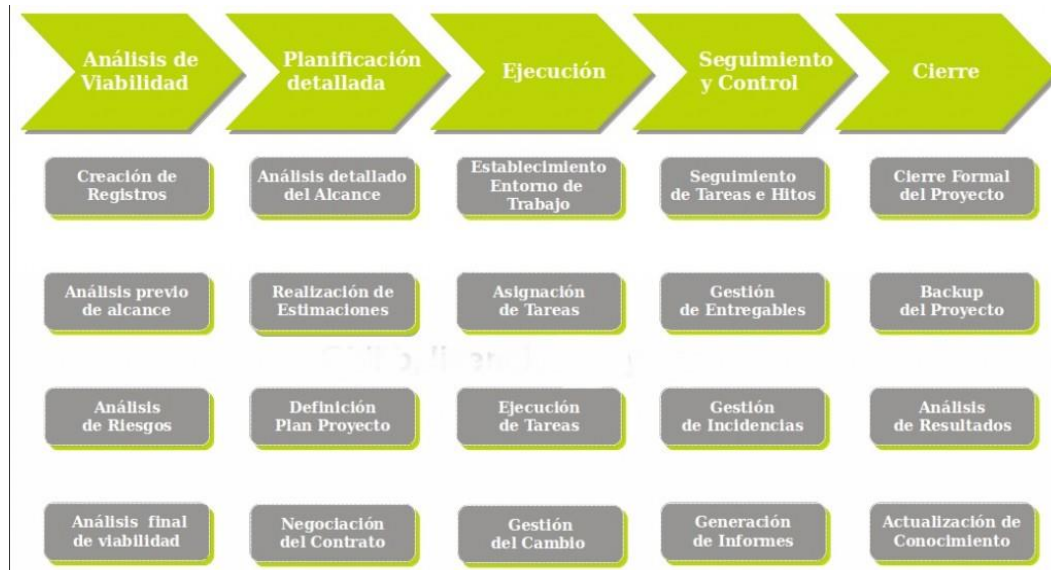 Análisis de
Viabilidad
Planificación
detallada
Ejecución
Seguimiento
y Control
Cierre
Creación de
Registros
Análisis detallado
del Alcance
Establecimiento
Entorno de
Trabajo
Seguimiento
de Tareas e Hitos
Cierre Formal
del Proyecto
Análisis previo
de alcance
Realización de
Estimaciones
Asignación
de Tareas
Gestión
de Entregables
Backup
del Proyecto
Análisis
de Riesgos
Definición
Plan Proyecto
Ejecución
de Tareas
Gestión
de Incidencias
Análisis
de Resultados
Análisis final
de viabilidad
Negociación
del Contrato
Gestión
del Cambio
Generación
de Informes
Actualización de
Conocimiento